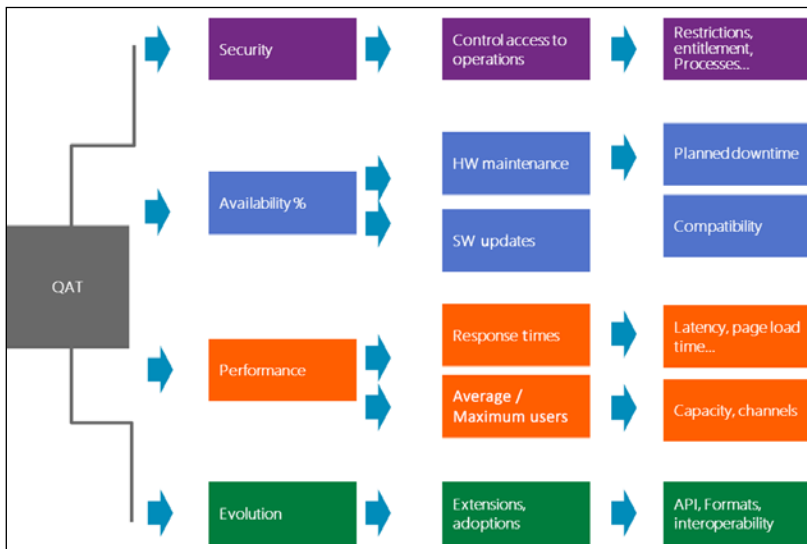 Security
Control access to
operations
Restrictions,
entitlement,
Processes...
HW maintenance
Planned downtime
Availability %
SW updates
Compatibility
QAT
Response times
Latency, page load
time...
Performance
Average /
Maximum users
Capacity, channels
Evolution
Extensions,
adoptions
API, Formats,
interoperability